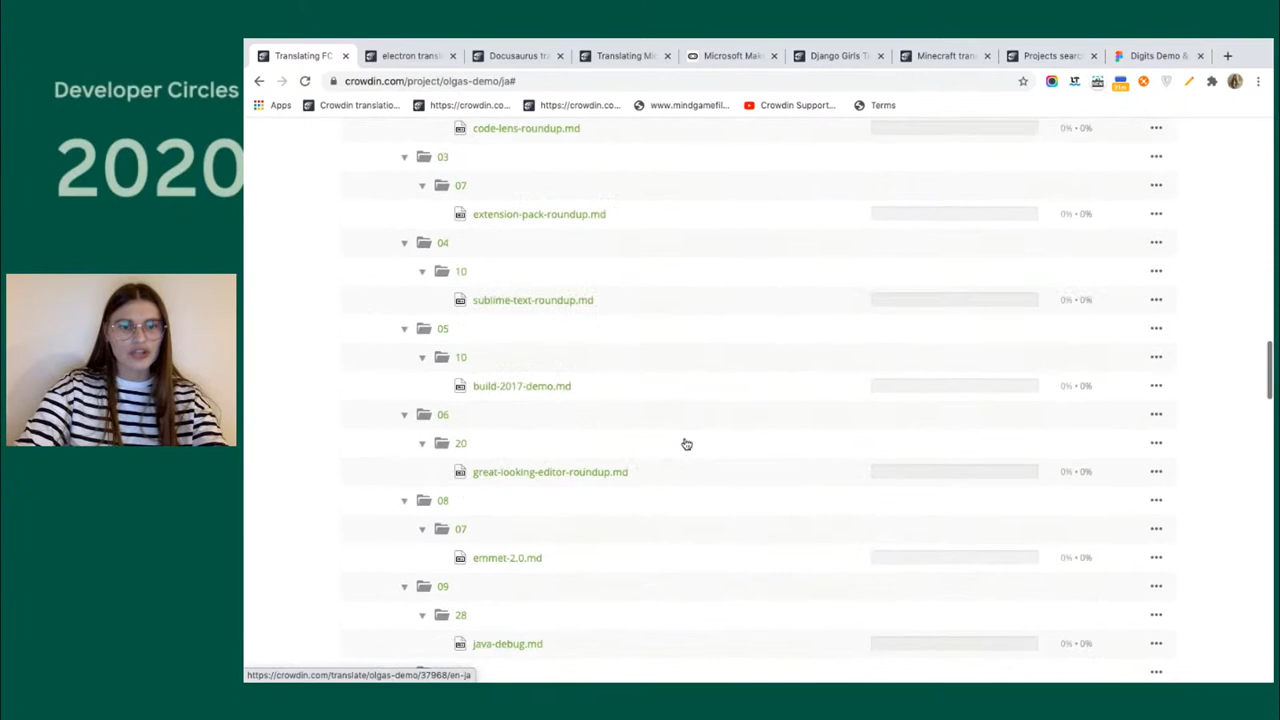 Developer Circles
2020
Translating FC
electron transl
Docusaurus tra
Translating Mi
Microsoft Mak
Django Girls T
Minecraft tran
Projects searc
Digits Demo &
crowdin.com/project/olgas-demo/ja#
Apps
Crowdin translatio...
https://crowdin.co...
https://crowdin.co...
www.mindgamefil...
Crowdin Support...
Terms
code-lens-roundup.md
0% • 0%
03
07
extension-pack-roundup.md
0% • 0%
04
10
sublime-text-roundup.md
0% • 0%
05
10
build-2017-demo.md
0% • 0%
06
20
great-looking-editor-roundup.md
0% • 0%
08
07
emmet-2.0.md
0% • 0%
09
28
java-debug.md
0% • 0%
https://crowdin.com/translate/olgas-demo/37968/en-ja